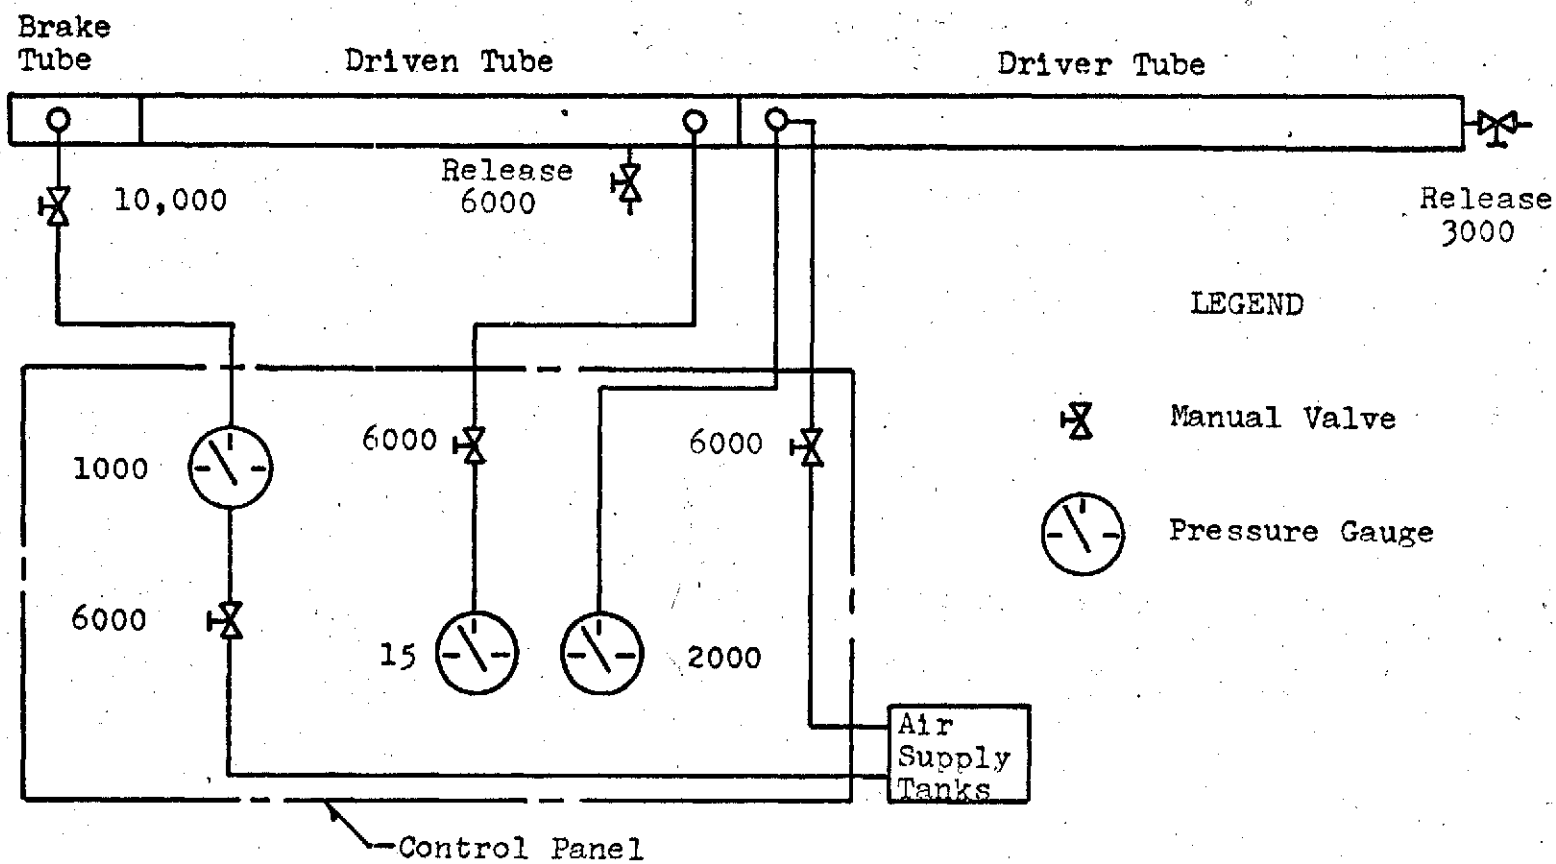 Brake
Tube
Driven Tube
Driver Tube
10,000
Release
6000
Release
3000
LEGEND
6000
6000
Manual Valve
1000
Pressure Gauge
6000
15
2000
Air
Supply
Tanks
Control Panel